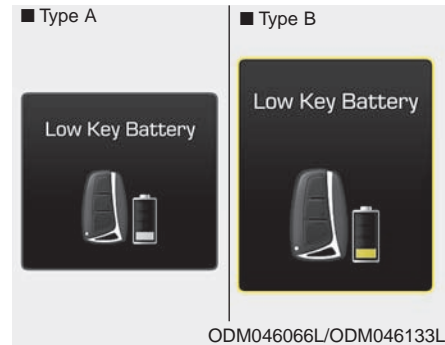 ■ Type A
■ Type B
Low Key Battery
Low Key Battery
ODM046066L/ODM046133L